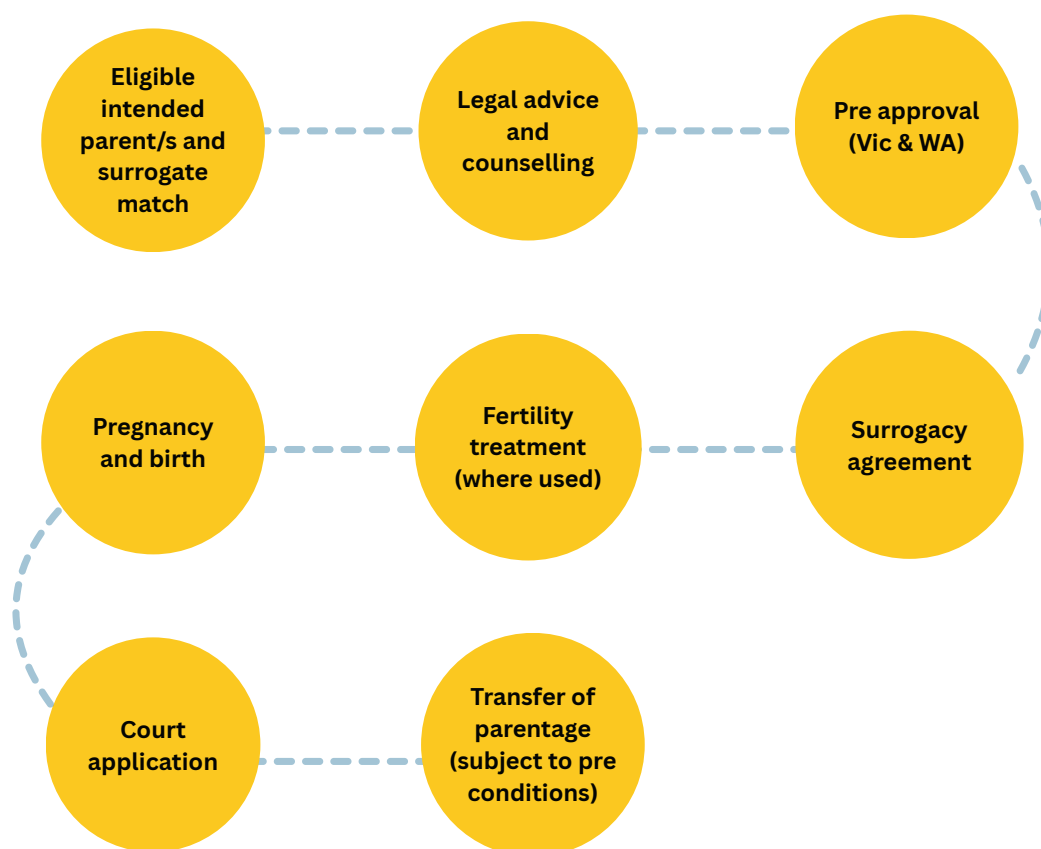 Eligible
intended
parent/s and
surrogate
match
Legal advice
and
counselling
Pre approval
(Vic & WA)
Surrogacy
agreement
Fertility
treatment
(where used)
Pregnancy
and birth
Court
application
Transfer of
parentage
(subject to pre
conditions)